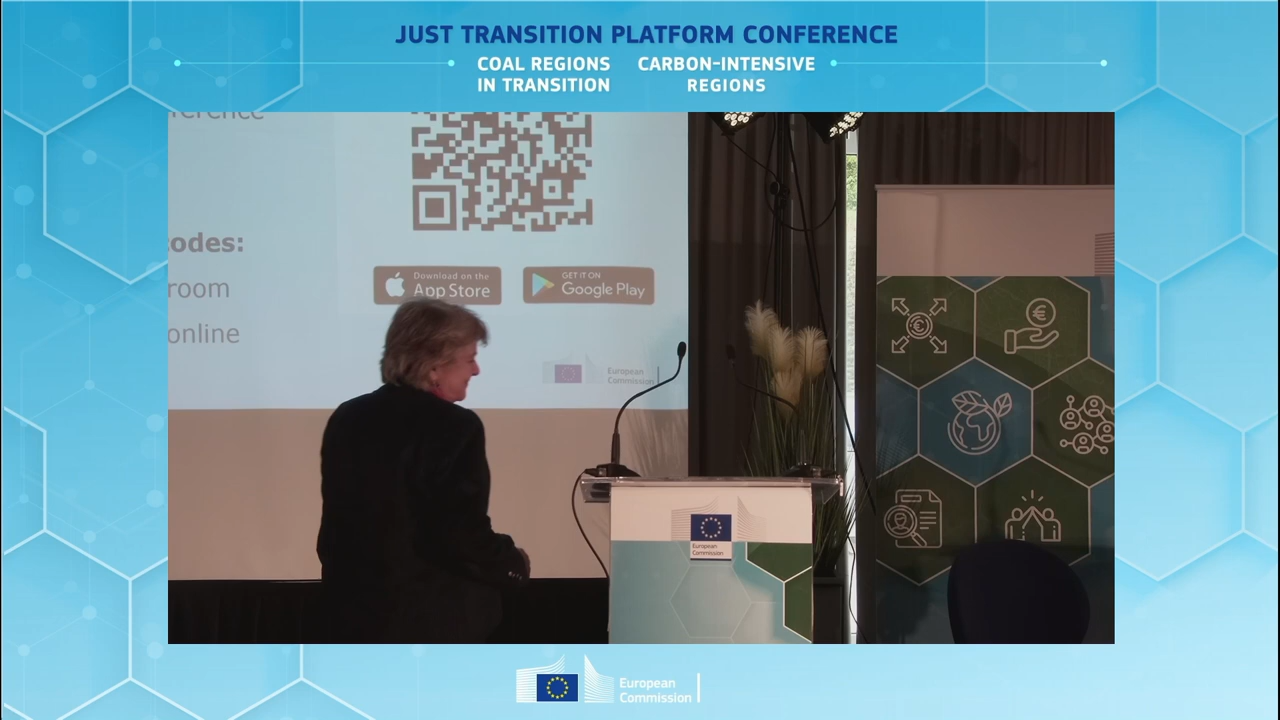 JUST TRANSITION PLATFORM CONFERENCE
COAL REGIONS
IN TRANSITION
CARBON-INTENSIVE
REGIONS
odes:
room
online
Download on the
App Store
GET IT ON
Google Play
European
Commission
European
Commission
European
Commission